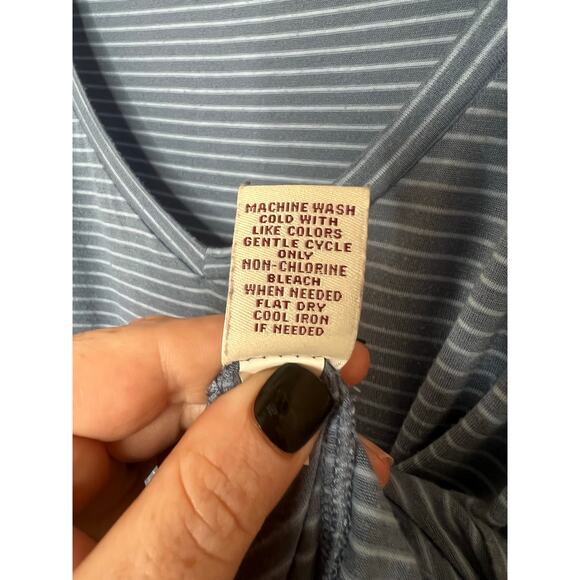 MACHINE WASH
COLD WITH
LIKE COLORS
GENTLE CYCLE
ONLY
NON-CHLORINE
BLEACH
WHEN NEEDED
FLAT DRY
COOL IRON
IF NEEDED